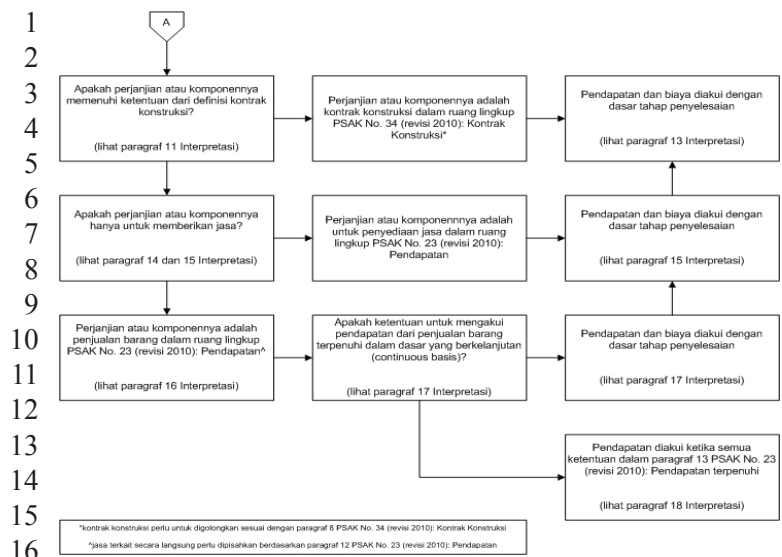 A
1
2
3
4
5
6
7
8
9
10
11
12
13
14
15
16
Apakah perjanjian atau komponennya
memenuhi ketentuan dari definisi kontrak
konstruksi?
(lihat paragraf 11 Interpretasi)
Perjanjian atau komponennya adalah
kontrak konstruksi dalam ruang lingkup
PSAK No. 34 (revisi 2010): Kontrak
Konstruksi*
Pendapatan dan biaya diakui dengan
dasar tahap penyelesaian
(lihat paragraf 13 Interpretasi)
Apakah perjanjian atau komponennya
hanya untuk memberikan jasa?
(lihat paragraf 14 dan 15 Interpretasi)
Perjanjian atau komponennnya adalah
untuk penyediaan jasa dalam ruang
lingkup PSAK No. 23 (revisi 2010):
Pendapatan
Pendapatan dan biaya diakui dengan
dasar tahap penyelesaian
(lihat paragraf 15 Interpretasi)
Perjanjian atau komponennya adalah
penjualan barang dalam ruang lingkup
PSAK No. 23 (revisi 2010): Pendapatan^
(lihat paragraf 16 Interpretasi)
Apakah ketentuan untuk mengakui
pendapatan dari penjualan barang
terpenuhi dalam dasar yang berkelanjutan
(continuous basis)?
(lihat paragraf 17 Interpretasi)
Pendapatan dan biaya diakui dengan
dasar tahap penyelesaian
(lihat paragraf 17 Interpretasi)
Pendapatan diakui ketika semua
ketentuan dalam paragraf 13 PSAK No. 23
(revisi 2010): Pendapatan terpenuhi
(lihat paragraf 18 Interpretasi)
*kontrak konstruksi perlu untuk digolongkan sesuai dengan paragraf 8 PSAK No. 34 (revisi 2010): Kontrak Konstruksi
^jasa terkait secara langsung perlu dipisahkan berdasarkan paragraf 12 PSAK No. 23 (revisi 2010): Pendapatan